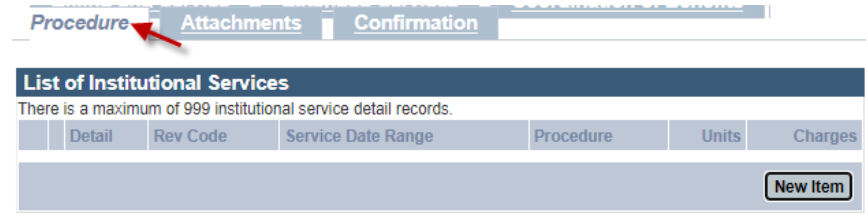 Procedure Attachments Confirmation
List of Institutional Services
There is a maximum of 999 institutional service detail records.
Detail Rev Code Service Date Range Procedure Units Charges
New Item